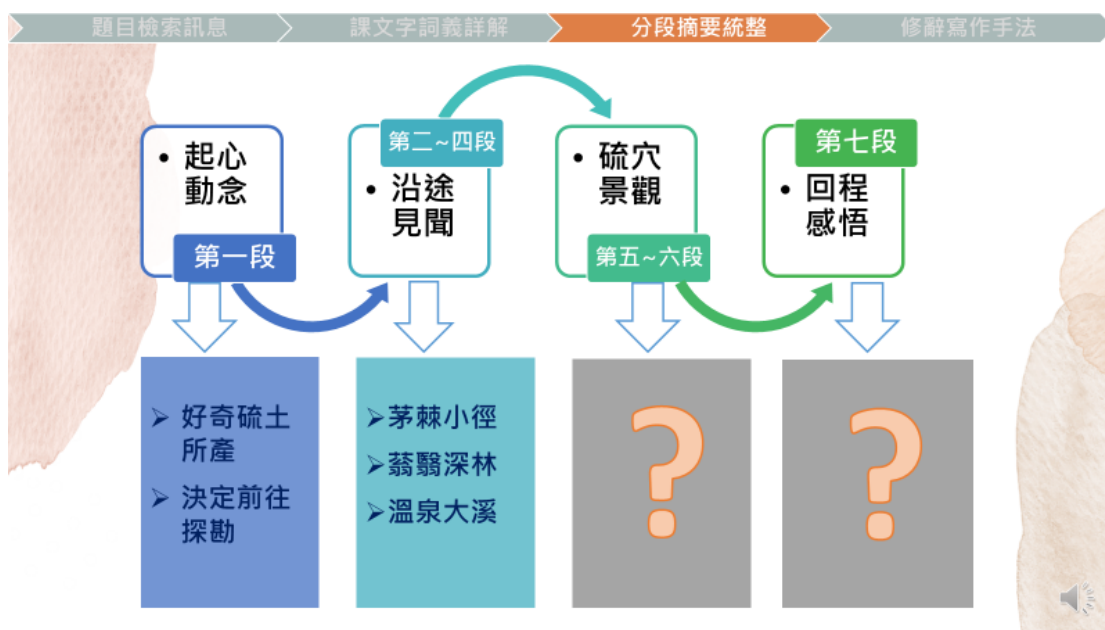 題目檢索訊息
課文字詞義詳解
分段摘要統整
修辭寫作手法
• 起心
動念
第一段
第二~四段
• 沿途
見聞
• 硫穴
景觀
第五~六段
第七段
• 回程
感悟
➢ 好奇硫土
所產
➢ 決定前往
探勘
➢茅棘小徑
➢蓊翳深林
➢溫泉大溪
?
?